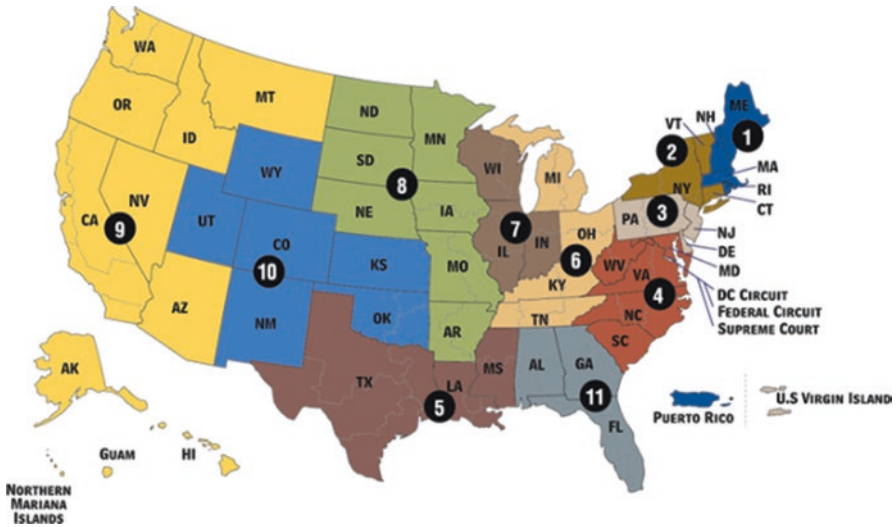 WA
OR
ID
MT
CA
NV
9
AZ
WY
UT
CO
10
NM
KS
OK
ND
SD
NE
MN
8
IA
MO
AR
TX
LA
5
MS
WI
7
IL
IN
MI
OH
6
KY
TN
AL
GA
11
FL
WV
VA
4
NC
SC
PA
3
NY
2
VT
NH
ME
1
MA
RI
CT
NJ
DE
MD
DC CIRCUIT
FEDERAL CIRCUIT
SUPREME COURT
AK
HI
GUAM
NORTHERN
MARIANA
ISLANDS
PUERTO RICO
U.S VIRGIN ISLAND